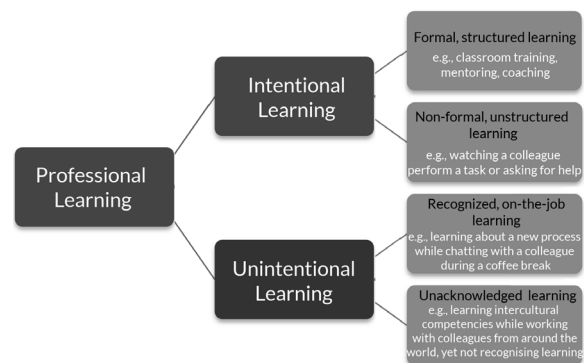 Professional
Learning
Intentional
Learning
Unintentional
Learning
Formal, structured learning
e.g., classroom training,
mentoring, coaching
Non-formal, unstructured
learning
e.g., watching a colleague
perform a task or asking for help
Recognized, on-the-job
learning
e.g., learning about a new process
while chatting with a colleague
during a coffee break
Unacknowledged learning
e.g., learning intercultural
competencies while working
with colleagues from around the
world, yet not recognising learning